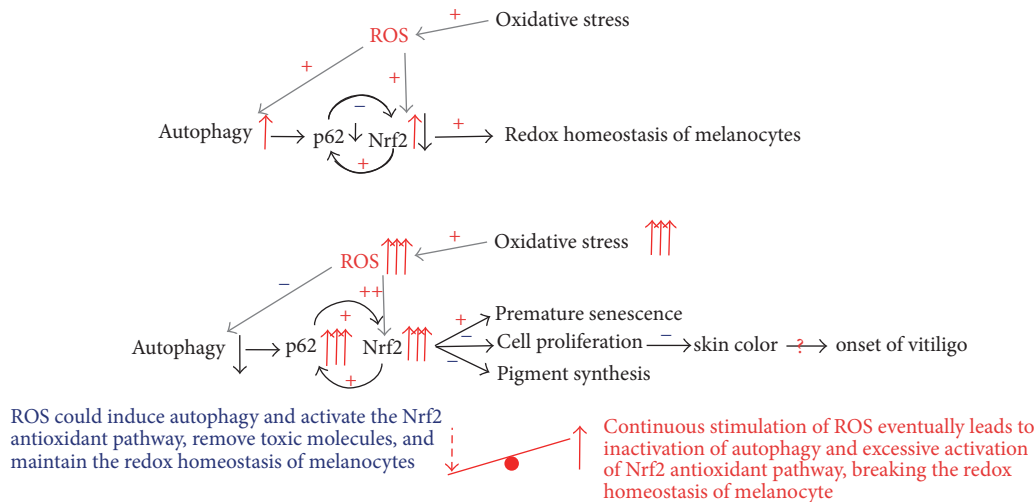 Oxidative stress
+
ROS
+
+
Autophagy
p62
−
Nrf2
+
+
Redox homeostasis of melanocytes
Oxidative stress
+
ROS
−
++
Autophagy
p62
+
Nrf2
+
+
Premature senescence
−
Cell proliferation
−
skin color
?
onset of vitiligo
−
Pigment synthesis
ROS could induce autophagy and activate the Nrf2
antioxidant pathway, remove toxic molecules, and
maintain the redox homeostasis of melanocytes
Continuous stimulation of ROS eventually leads to
inactivation of autophagy and excessive activation
of Nrf2 antioxidant pathway, breaking the redox
homeostasis of melanocyte